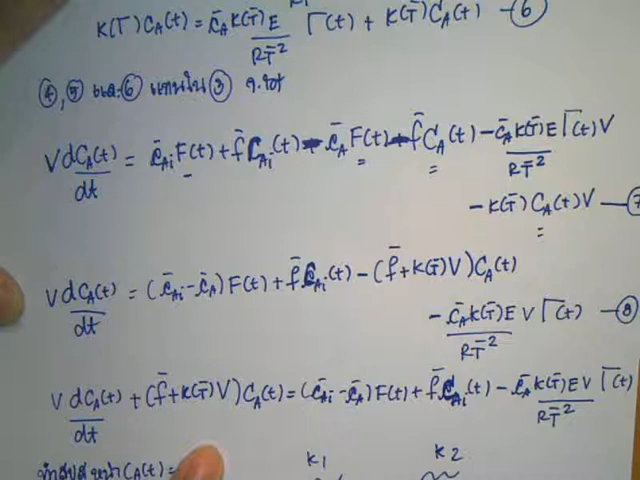 K(T)C_A(t) = c̄_A K(T̄)E/RT̄² Γ(t) + K(T̄)C_A(t) —⑥
④,⑤ และ ⑥ แทนใน ③ จะได้
V dC_A(t)/dt = c̄_Ai F(t) + f̄ C_Ai(t) - c̄_A F(t) - f̄ C_A(t) - c̄_A K(T̄)E/RT̄² Γ(t) V
- K(T̄) C_A(t) V —⑦
V dC_A(t)/dt = (c̄_Ai - c̄_A) F(t) + f̄ C_Ai(t) - (f̄ + K(T̄)V) C_A(t)
- c̄_A K(T̄)E/RT̄² V Γ(t) —⑧
V dC_A(t)/dt + (f̄ + K(T̄)V) C_A(t) = (c̄_Ai - c̄_A) F(t) + f̄ C_Ai(t) - c̄_A K(T̄)EV/RT̄² Γ(t)
K1 K2
C_A(t) =